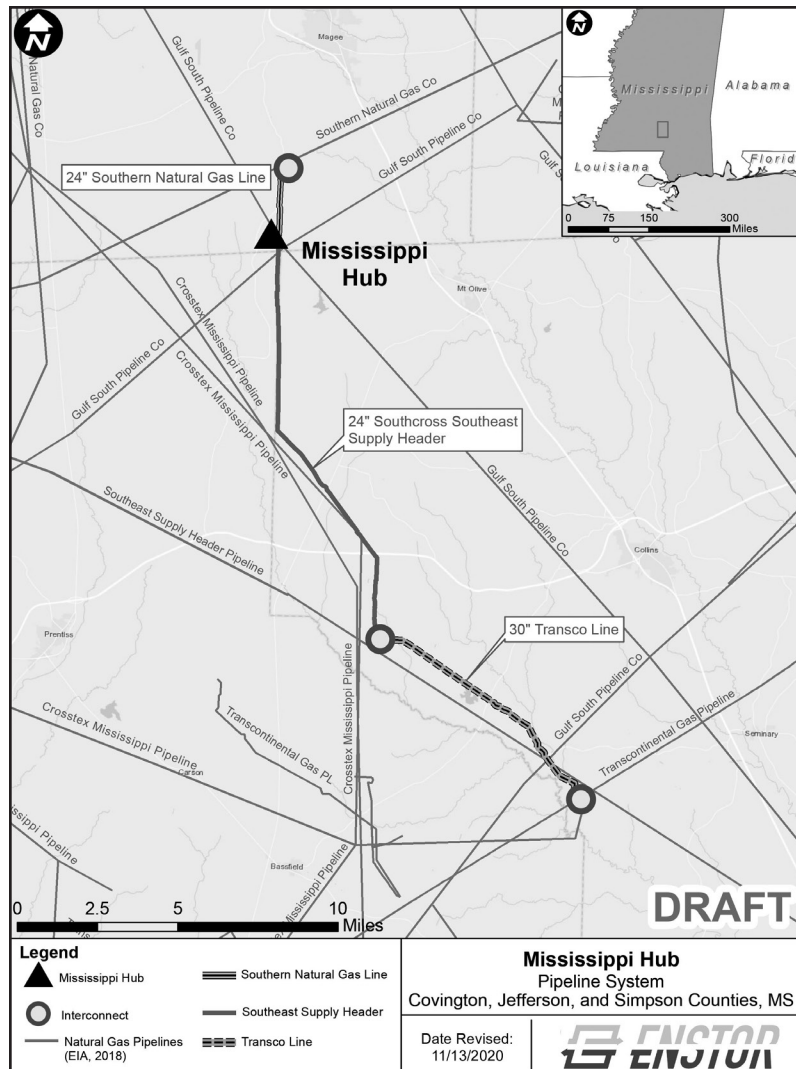 N
Magee
Gulf South Pipeline Co
Natural Gas Co
Southern Natural Gas Co
Gulf South Pipeline Co
24" Southern Natural Gas Line
N
Mississippi
Alabama
Louisiana
Florid
0 75 150 300
Miles
Mississippi
Hub
Mt Olive
Crosstex Mississippi Pipeline
Crosstex Mississippi Pipeline
Gulf South Pipeline Co
24" Southcross Southeast
Supply Header
Gulf South Pipeline Co
Southeast Supply Header Pipeline
Collins
Prentiss
30" Transco Line
Crosstex Mississippi Pipeline
Gulf South Pipeline Co
Transcontinental Gas Pipeline
Seminary
Transcontinental Gas PL
Crosstex Mississippi Pipeline
Carson
Bassfield
Mississippi Pipeline
DRAFT
0 2.5 5 10
Miles
Legend
Mississippi Hub
Interconnect
Natural Gas Pipelines
(EIA, 2018)
Southern Natural Gas Line
Southeast Supply Header
Transco Line
Mississippi Hub
Pipeline System
Covington, Jefferson, and Simpson Counties, MS
Date Revised:
11/13/2020
ENSTOR